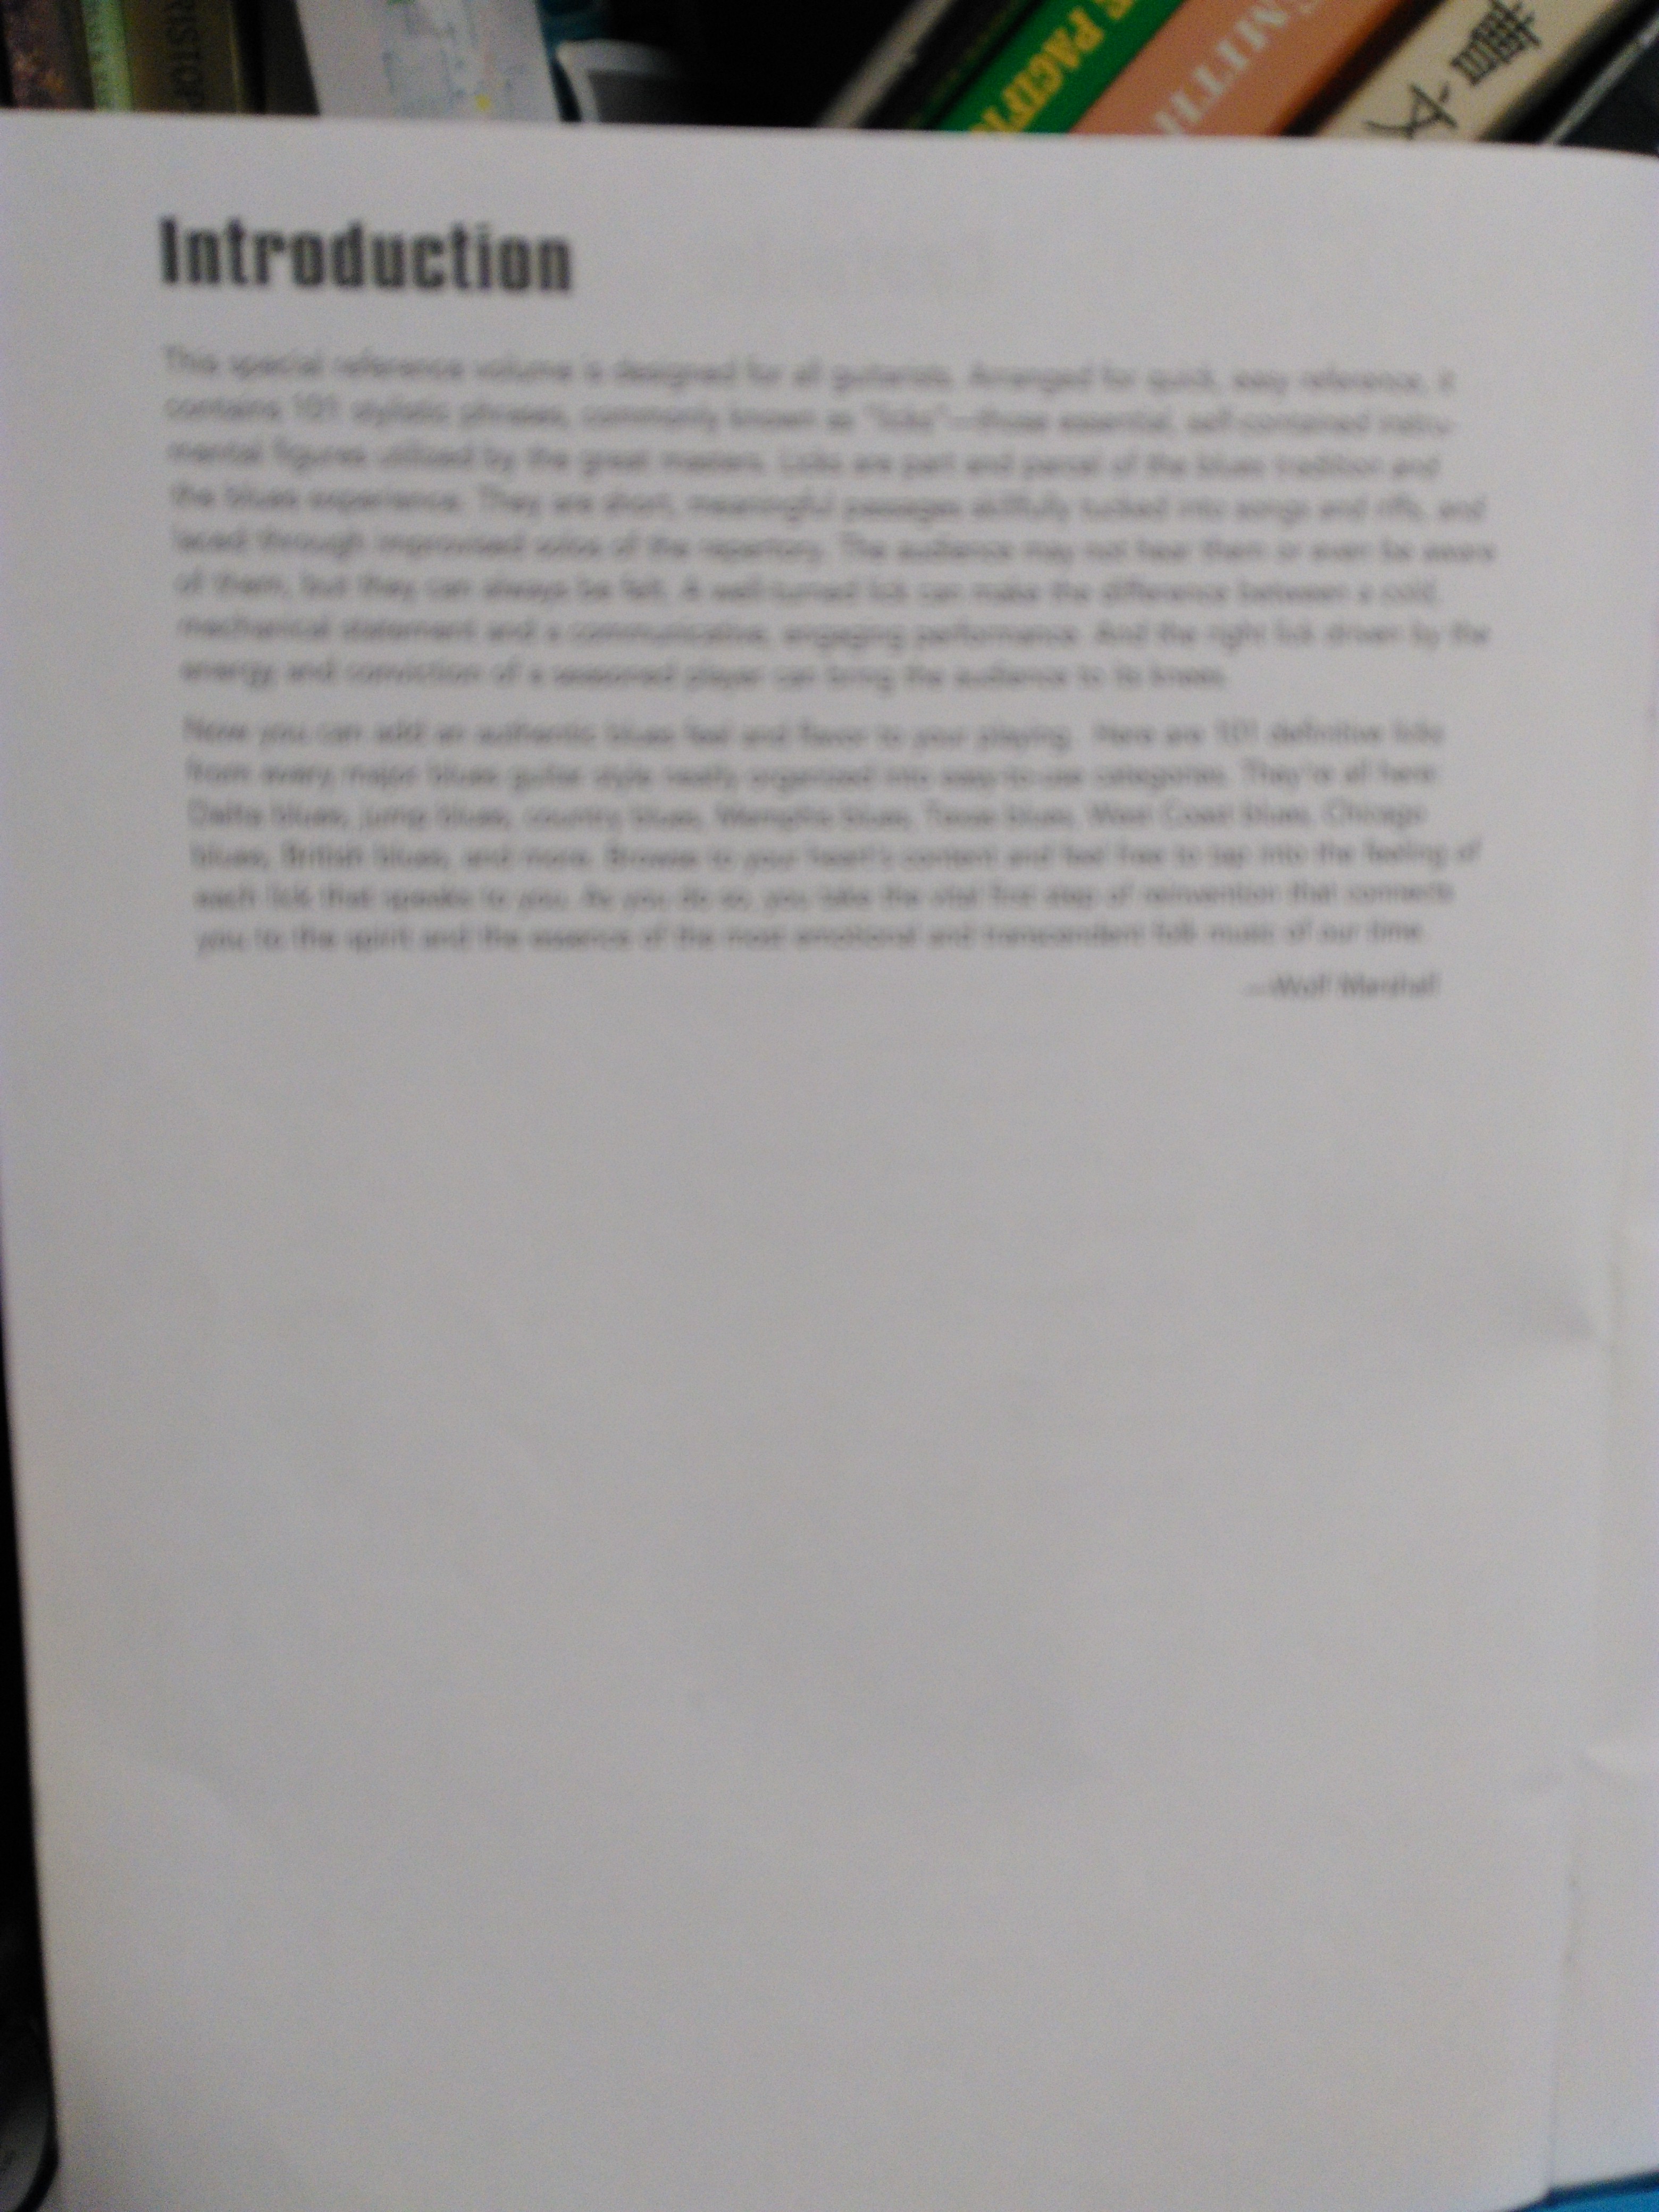 RISTOP
PACIFI
SMITH
書
文
Introduction
This special reference volume is designed for all guitarists. Arranged for quick, easy reference, it
contains 101 stylistic phrases, commonly known as "licks"—those essential, self-contained instru-
mental figures utilized by the great masters. Licks are part and parcel of the blues tradition and
the blues experience. They are short, meaningful passages skillfully tucked into songs and riffs, and
laced through improvised solos of the repertory. The audience may not hear them or even be aware
of them, but they can always be felt. A well-turned lick can make the difference between a cold,
mechanical statement and a communicative, engaging performance. And the right lick driven by the
energy and conviction of a seasoned player can bring the audience to its knees.
Now you can add an authentic blues feel and flavor to your playing. Here are 101 definitive licks
from every major blues guitar style neatly organized into easy-to-use categories. They're all here:
Delta blues, jump blues, country blues, Memphis blues, Texas blues, West Coast blues, Chicago
blues, British blues, and more. Browse to your heart's content and feel free to tap into the feeling of
each lick that speaks to you. As you do so, you take the vital first step of reinvention that connects
you to the spirit and the essence of the most emotional and transcendent folk music of our time.
—Wolf Marshall